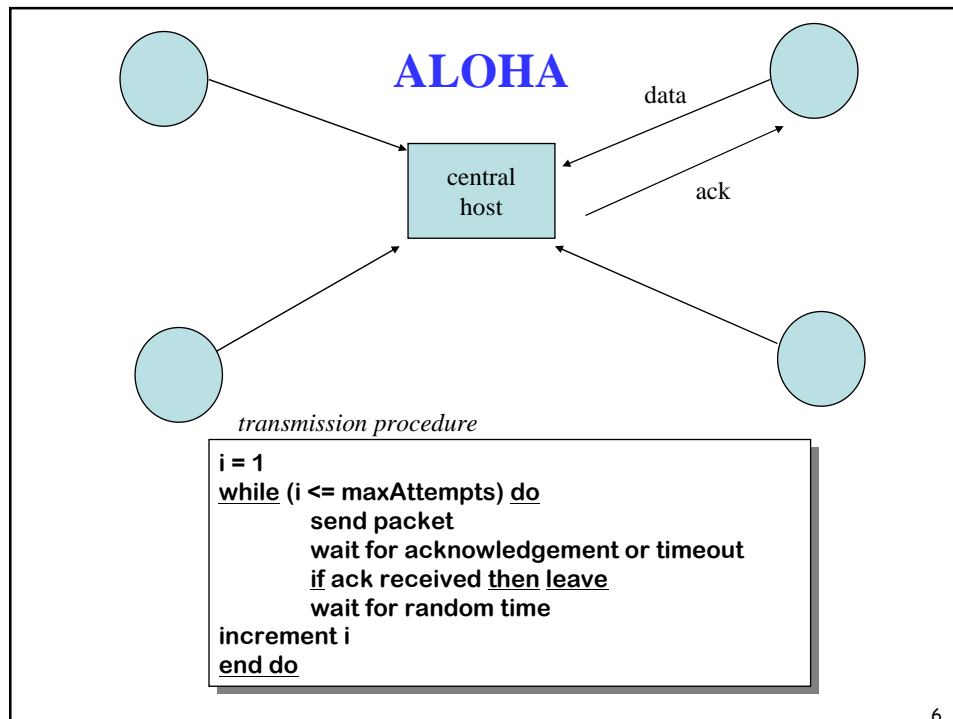 ALOHA
data
central
host
ack
transmission procedure
i = 1
while (i <= maxAttempts) do
send packet
wait for acknowledgement or timeout
if ack received then leave
wait for random time
increment i
end do
6